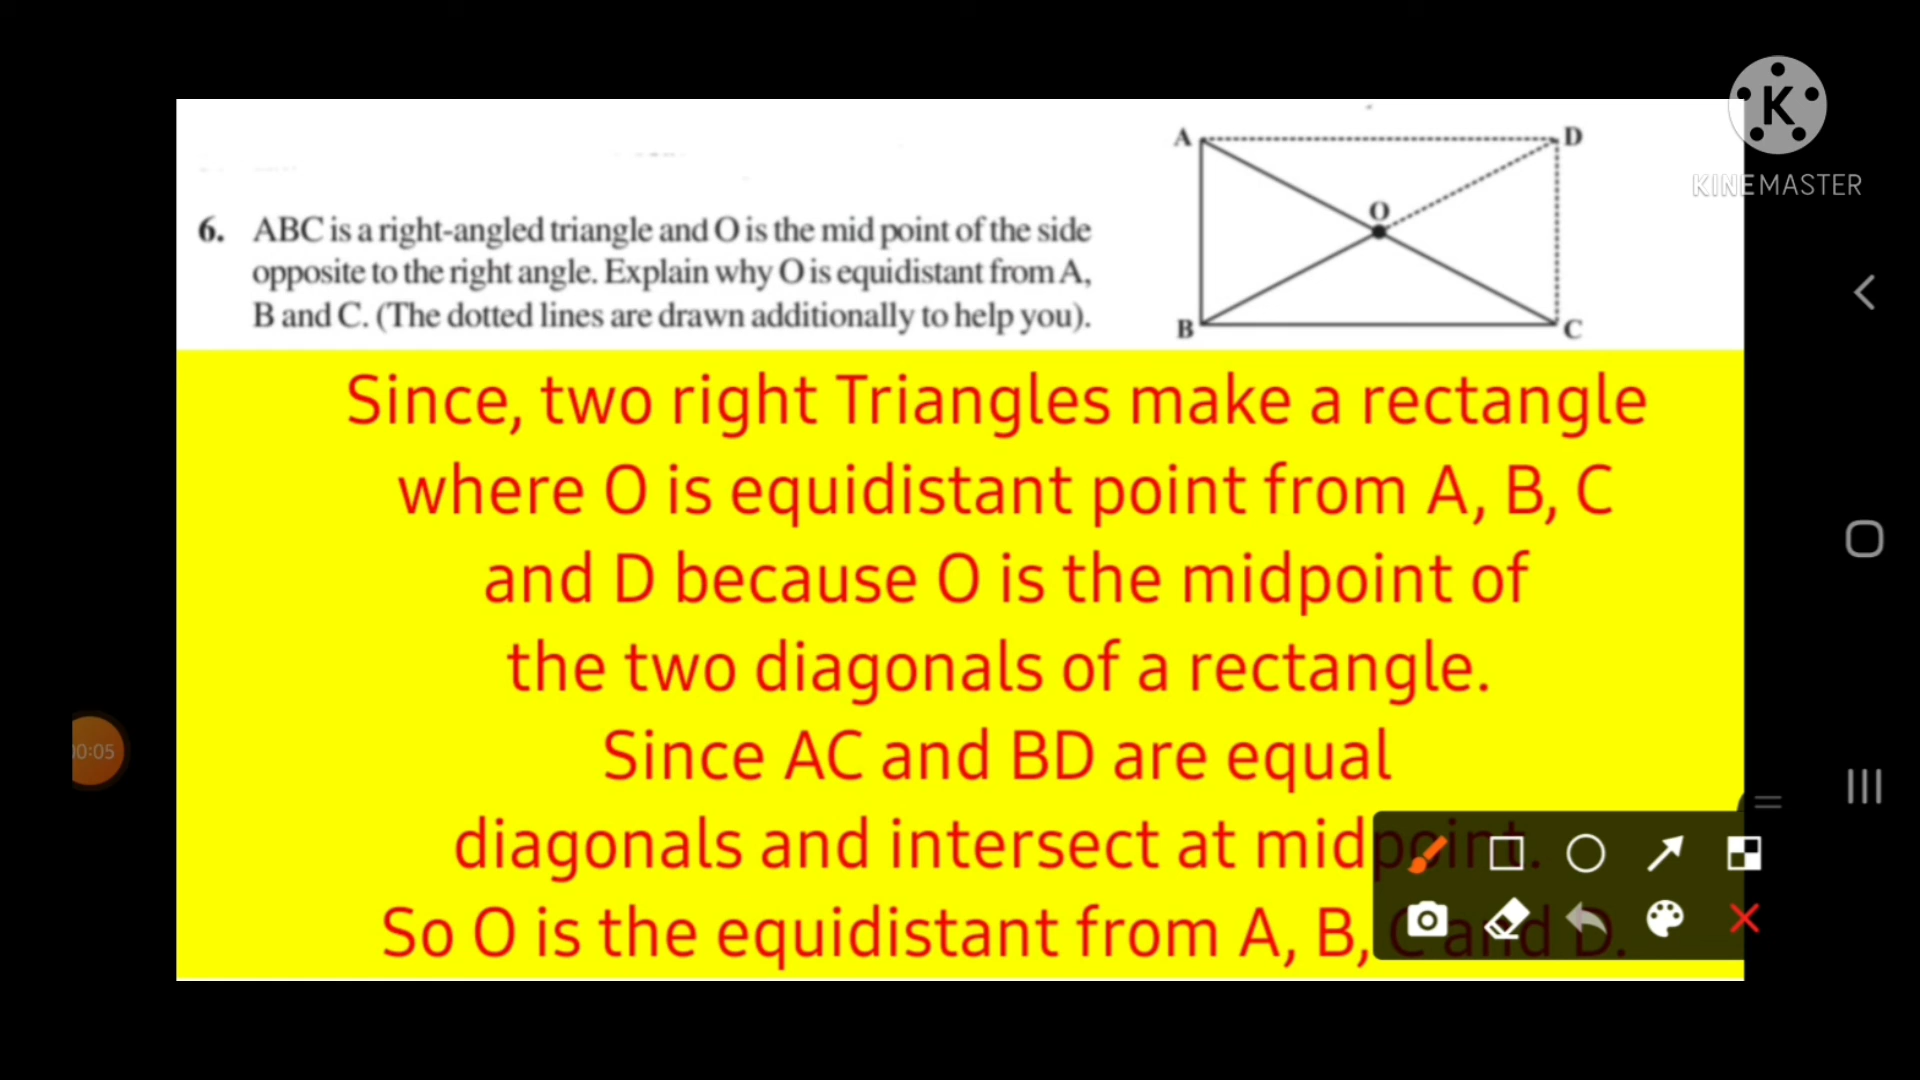 A
D
K
KINEMASTER
O
6. ABC is a right-angled triangle and O is the mid point of the side
opposite to the right angle. Explain why O is equidistant from A,
B and C. (The dotted lines are drawn additionally to help you).
B
C
Since, two right Triangles make a rectangle
where O is equidistant point from A, B, C
and D because O is the midpoint of
the two diagonals of a rectangle.
Since AC and BD are equal
diagonals and intersect at midpoint.
So O is the equidistant from A, B, C and D.
00:05